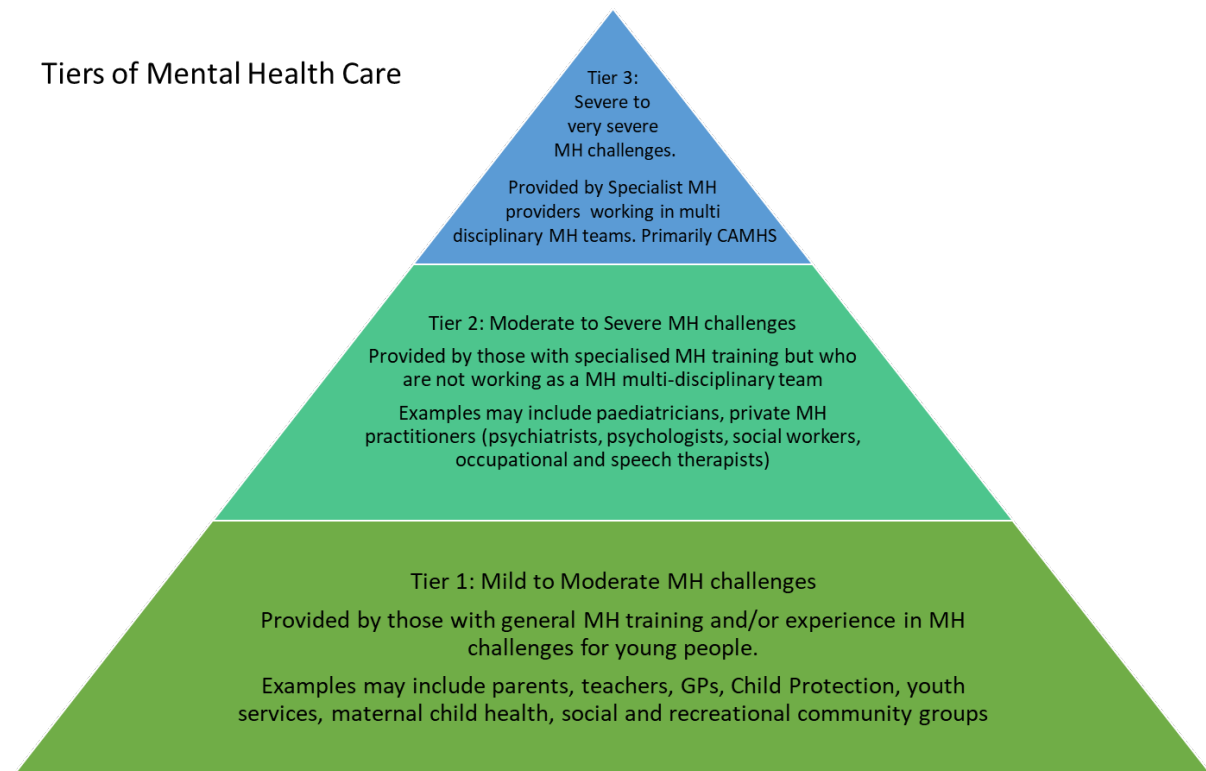 Tiers of Mental Health Care
Tier 3:
Severe to
very severe
MH challenges.
Provided by Specialist MH
providers working in multi
disciplinary MH teams. Primarily CAMHS
Tier 2: Moderate to Severe MH challenges
Provided by those with specialised MH training but who
are not working as a MH multi-disciplinary team
Examples may include paediatricians, private MH
practitioners (psychiatrists, psychologists, social workers,
occupational and speech therapists)
Tier 1: Mild to Moderate MH challenges
Provided by those with general MH training and/or experience in MH
challenges for young people.
Examples may include parents, teachers, GPs, Child Protection, youth
services, maternal child health, social and recreational community groups